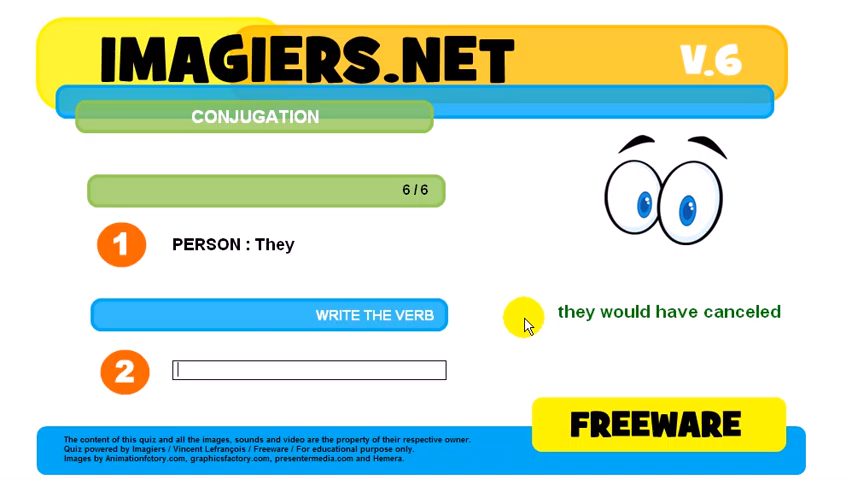 IMAGIERS.NET
V.6
CONJUGATION
6 / 6
1
PERSON : They
WRITE THE VERB
they would have canceled
2
FREEWARE
The content of this quiz and all the images, sounds and video are the property of their respective owner.
Quiz powered by Imagiers / Vincent Lefrançois / Freeware / For educational purpose only.
Images by Animationfctory.com, graphicsfactory.com, presentermedia.com and Hemera.